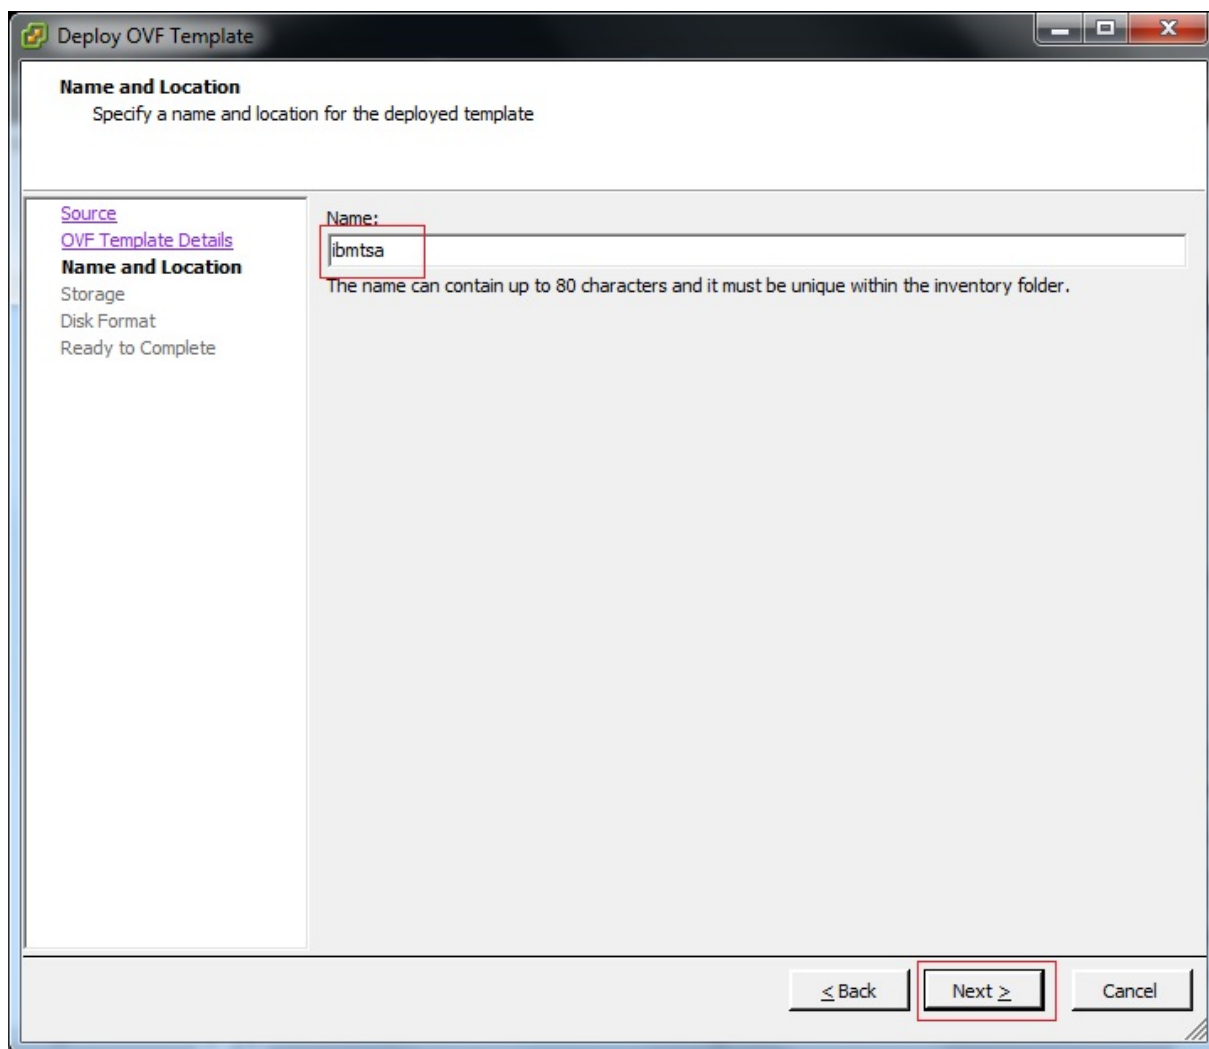 Deploy OVF Template
Name and Location
Specify a name and location for the deployed template
Source
OVF Template Details
Name and Location
Storage
Disk Format
Ready to Complete
Name:
ibmtsa
The name can contain up to 80 characters and it must be unique within the inventory folder.
< Back
Next >
Cancel